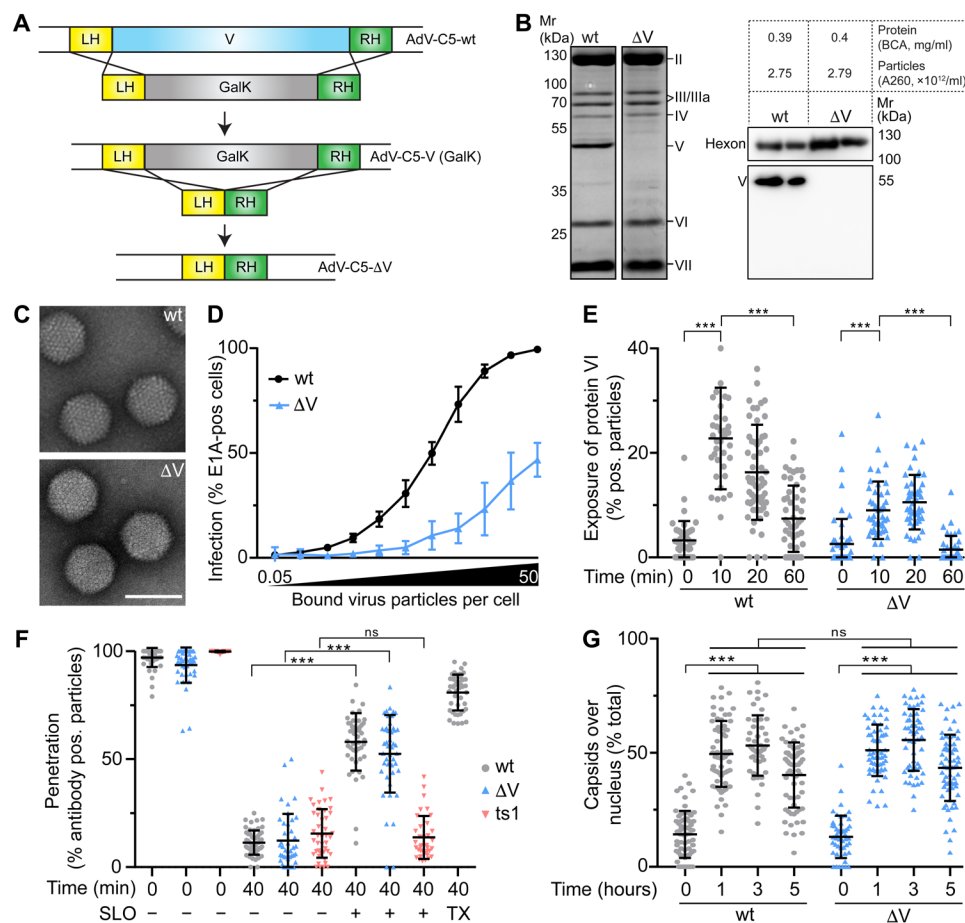 A
LH
V
RH
AdV-C5-wt
LH
GalK
RH
LH
GalK
RH
AdV-C5-V (GalK)
LH
RH
LH
RH
AdV-C5-ΔV
B
Mr
(kDa)
wt
ΔV
130
100
70
55
35
25
II
III/IIIa
IV
V
VI
VII
0.39
0.4
Protein
(BCA, mg/ml)
2.75
2.79
Particles
(A260, ×10¹²/ml)
wt
ΔV
Mr
(kDa)
Hexon
130
100
V
55
C
wt
ΔV
D
Infection (% E1A-pos cells)
100
50
0
wt
ΔV
0.05
50
Bound virus particles per cell
E
Exposure of protein VI
(% pos. particles)
40
20
0
***
***
***
***
Time (min)
0 10 20 60 0 10 20 60
wt
ΔV
F
Penetration
(% antibody pos. particles)
100
50
0
ns
***
***
wt
ΔV
ts1
Time (min) 0 0 0 40 40 40 40 40 40 40
SLO − − − − − − + + + TX
G
Capsids over
nucleus (% total)
100
50
0
ns
***
***
Time (hours) 0 1 3 5 0 1 3 5
wt
ΔV